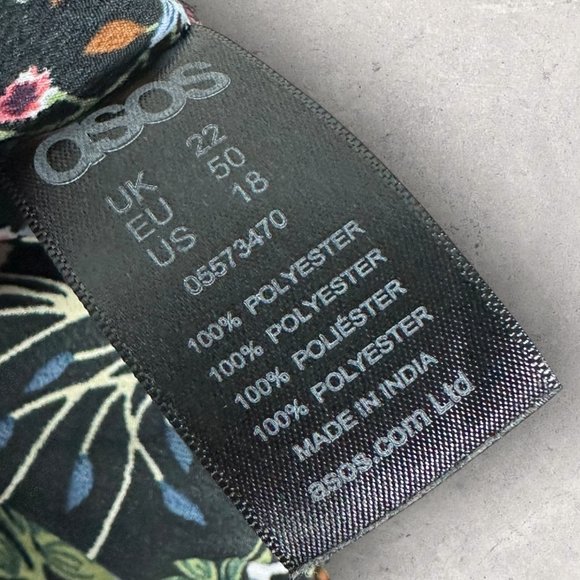 asos
UK 22
EU 50
US 18
05573470
100% POLYESTER
100% POLYESTER
100% POLIÉSTER
100% POLYESTER
MADE IN INDIA
asos.com Ltd